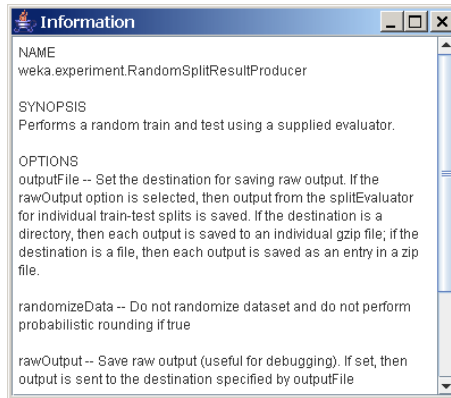 Information
NAME
weka.experiment.RandomSplitResultProducer
SYNOPSIS
Performs a random train and test using a supplied evaluator.
OPTIONS
outputFile -- Set the destination for saving raw output. If the
rawOutput option is selected, then output from the splitEvaluator
for individual train-test splits is saved. If the destination is a
directory, then each output is saved to an individual gzip file; if the
destination is a file, then each output is saved as an entry in a zip
file.
randomizeData -- Do not randomize dataset and do not perform
probabilistic rounding if true
rawOutput -- Save raw output (useful for debugging). If set, then
output is sent to the destination specified by outputFile